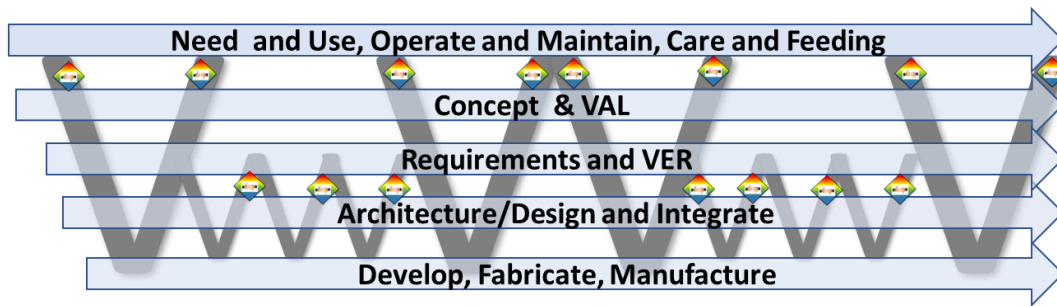 Need and Use, Operate and Maintain, Care and Feeding
Concept & VAL
Requirements and VER
Architecture/Design and Integrate
Develop, Fabricate, Manufacture